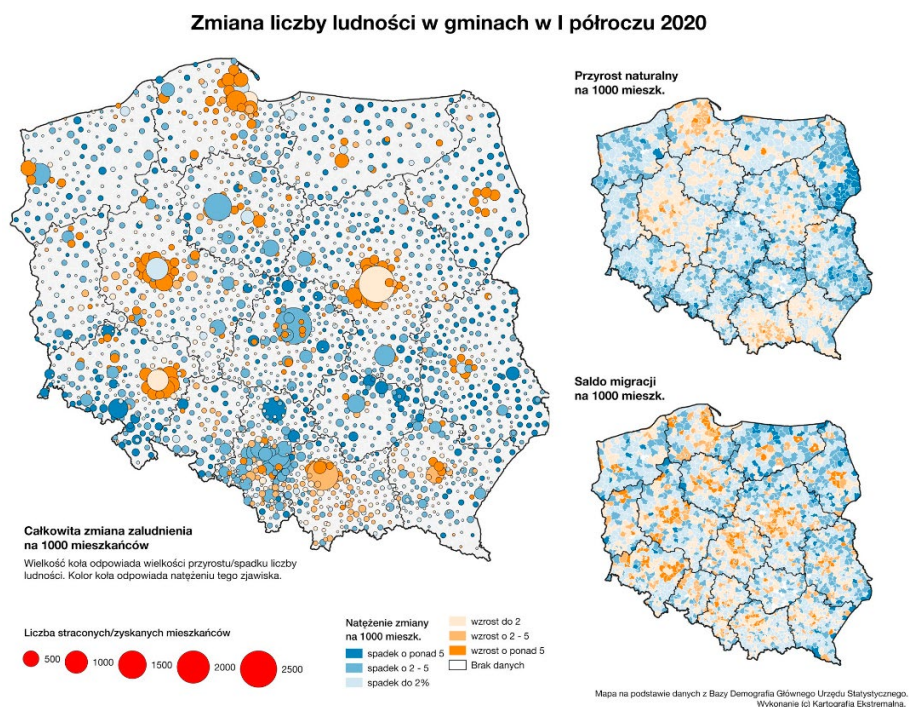 Zmiana liczby ludności w gminach w I półroczu 2020
Przyrost naturalny
na 1000 mieszk.
Saldo migracji
na 1000 mieszk.
Całkowita zmiana zaludnienia
na 1000 mieszkańców
Wielkość koła odpowiada wielkości przyrostu/spadku liczby
ludności. Kolor koła odpowiada natężeniu tego zjawiska.
Liczba straconych/zyskanych mieszkańców
500
1000
1500
2000
2500
Natężenie zmiany
na 1000 mieszk.
spadek o ponad 5
spadek o 2 - 5
spadek do 2%
wzrost do 2
wzrost o 2 - 5
wzrost o ponad 5
Brak danych
Mapa na podstawie danych z Bazy Demografia Głównego Urzędu Statystycznego.
Wykonanie (c) Kartografia Ekstremalna.